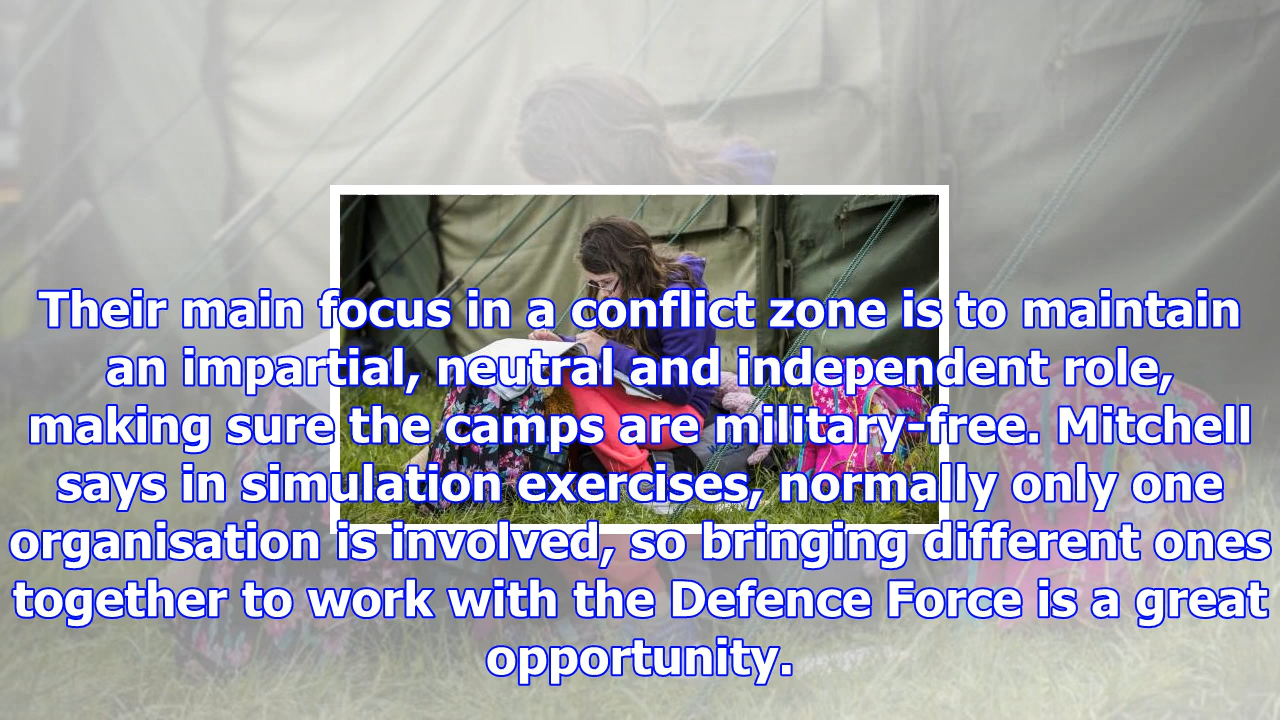 Their main focus in a conflict zone is to maintain
an impartial, neutral and independent role,
making sure the camps are military-free. Mitchell
says in simulation exercises, normally only one
organisation is involved, so bringing different ones
together to work with the Defence Force is a great
opportunity.